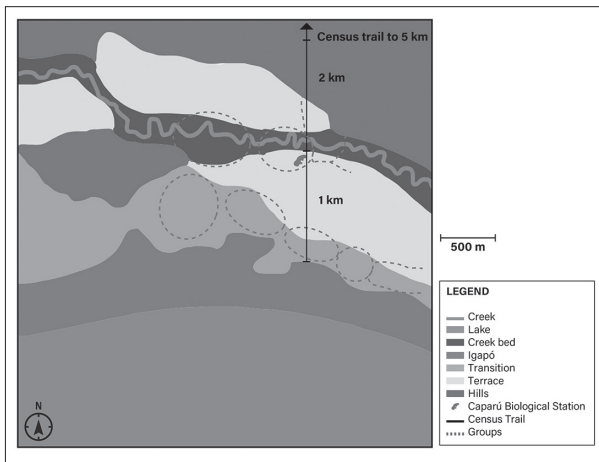 Census trail to 5 km
2 km
1 km
500 m
N
LEGEND
Creek
Lake
Creek bed
Igapó
Transition
Terrace
Hills
Caparú Biological Station
Census Trail
Groups